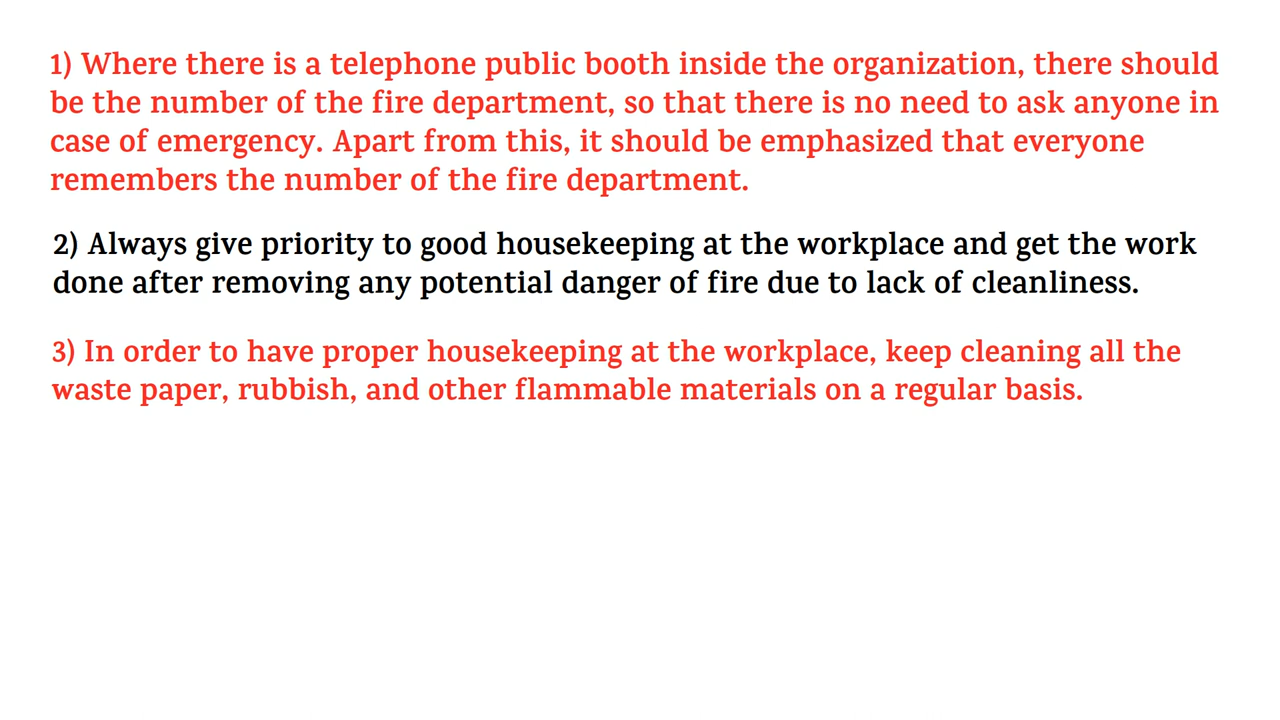 1) Where there is a telephone public booth inside the organization, there should
be the number of the fire department, so that there is no need to ask anyone in
case of emergency. Apart from this, it should be emphasized that everyone
remembers the number of the fire department.
2) Always give priority to good housekeeping at the workplace and get the work
done after removing any potential danger of fire due to lack of cleanliness.
3) In order to have proper housekeeping at the workplace, keep cleaning all the
waste paper, rubbish, and other flammable materials on a regular basis.